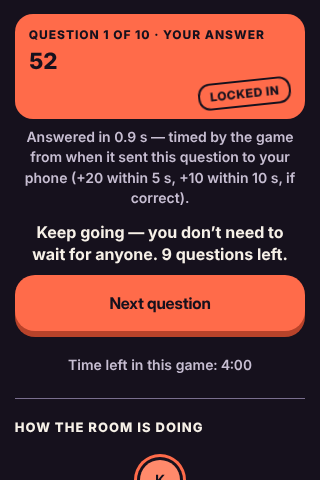 QUESTION 1 OF 10 · YOUR ANSWER
52
LOCKED IN
Answered in 0.9 s — timed by the game
from when it sent this question to your
phone (+20 within 5 s, +10 within 10 s, if
correct).
Keep going — you don’t need to
wait for anyone. 9 questions left.
Next question
Time left in this game: 4:00
HOW THE ROOM IS DOING
K